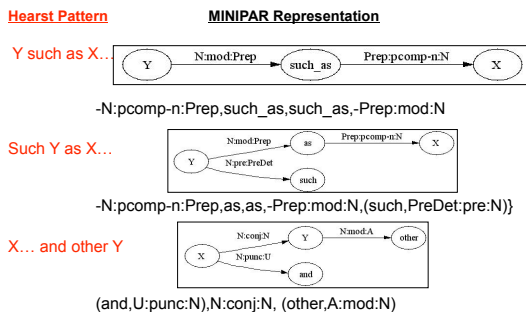 Hearst Pattern MINIPAR Representation
Y such as X…
Y N:mod:Prep such_as Prep:pcomp-n:N X
-N:pcomp-n:Prep,such_as,such_as,-Prep:mod:N
Such Y as X…
N:mod:Prep as Prep:pcomp-n:N X
Y N:pre:PreDet
such
-N:pcomp-n:Prep,as,as,-Prep:mod:N,(such,PreDet:pre:N)}
X… and other Y
N:conj:N Y N:mod:A other
X N:punc:U
and
(and,U:punc:N),N:conj:N, (other,A:mod:N)